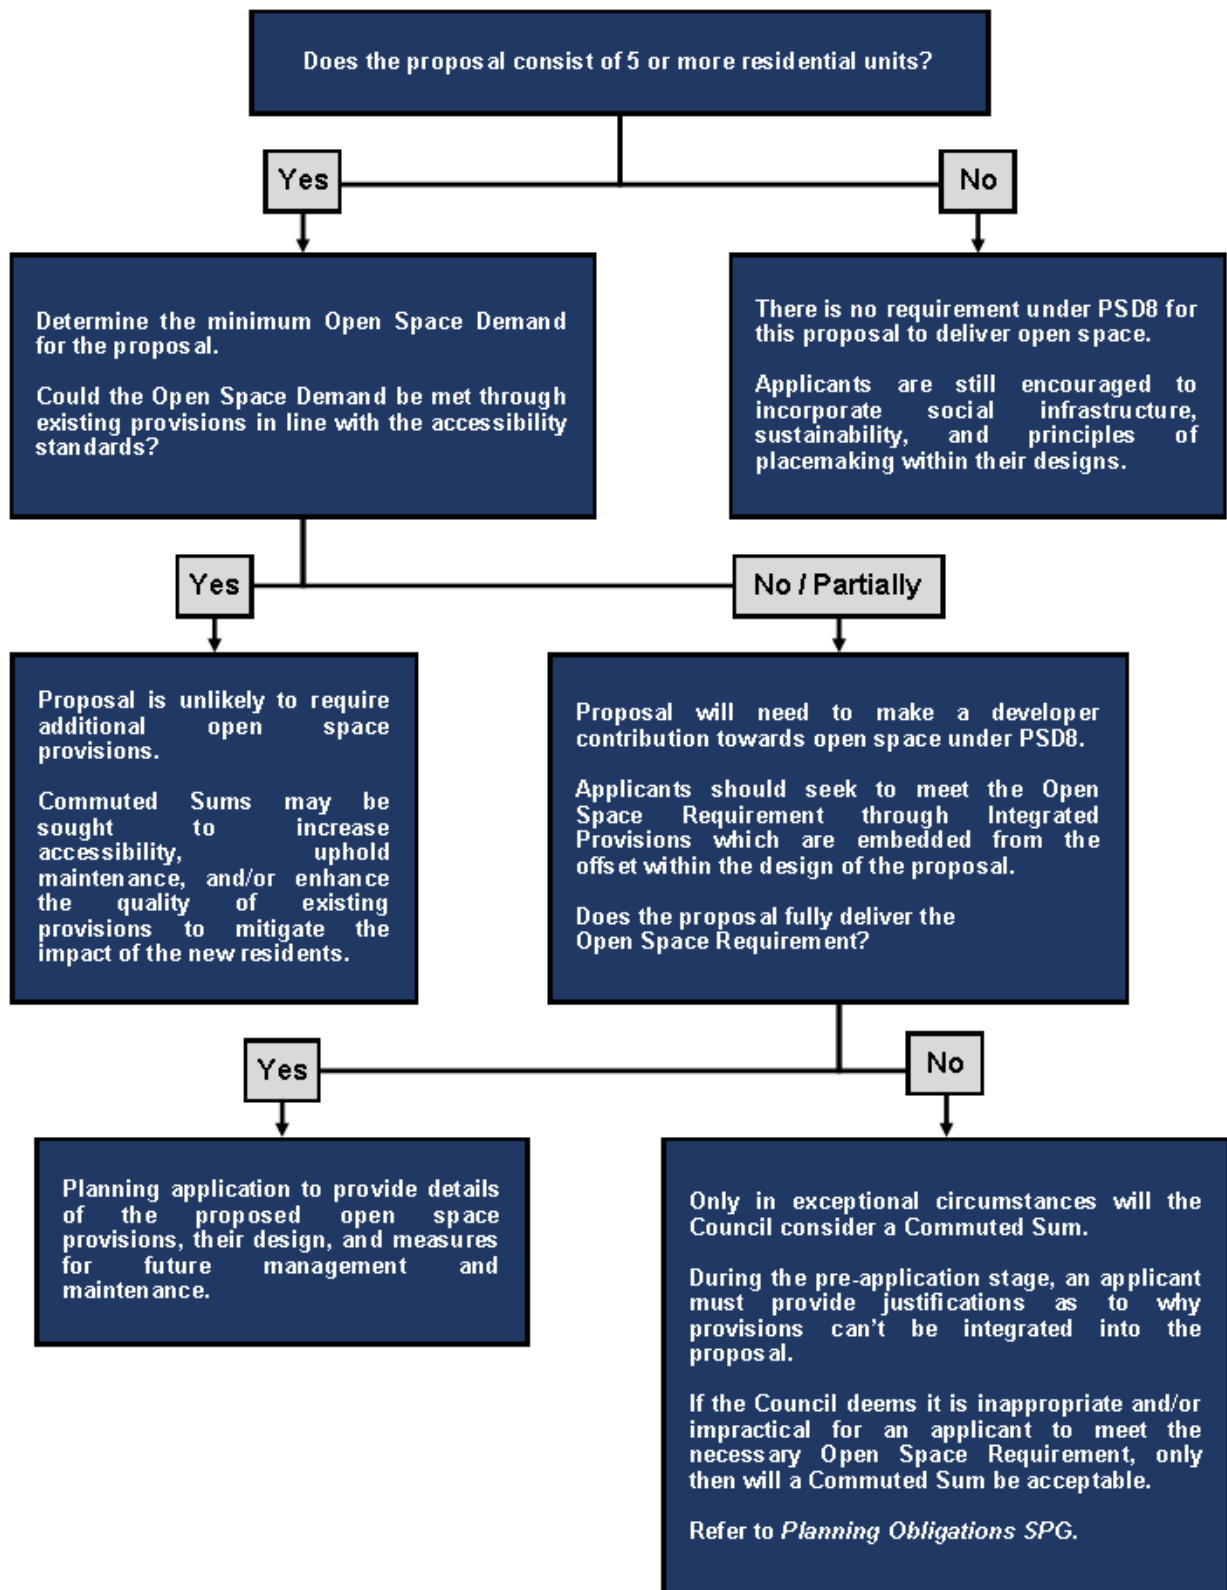 Does the proposal consist of 5 or more residential units?
Yes
No
Determine the minimum Open Space Demand
for the proposal.
Could the Open Space Demand be met through
existing provisions in line with the accessibility
standards?
There is no requirement under PSD8 for
this proposal to deliver open space.
Applicants are still encouraged to
incorporate social infrastructure,
sustainability, and principles of
placemaking within their designs.
Yes
No / Partially
Proposal is unlikely to require
additional open space
provisions.
Commuted Sums may be
sought to increase
accessibility, uphold
maintenance, and/or enhance
the quality of existing
provisions to mitigate the
impact of the new residents.
Proposal will need to make a developer
contribution towards open space under PSD8.
Applicants should seek to meet the Open
Space Requirement through Integrated
Provisions which are embedded from the
offset within the design of the proposal.
Does the proposal fully deliver the
Open Space Requirement?
Yes
No
Planning application to provide details
of the proposed open space
provisions, their design, and measures
for future management and
maintenance.
Only in exceptional circumstances will the
Council consider a Commuted Sum.
During the pre-application stage, an applicant
must provide justifications as to why
provisions can't be integrated into the
proposal.
If the Council deems it is inappropriate and/or
impractical for an applicant to meet the
necessary Open Space Requirement, only
then will a Commuted Sum be acceptable.
Refer to Planning Obligations SPG.